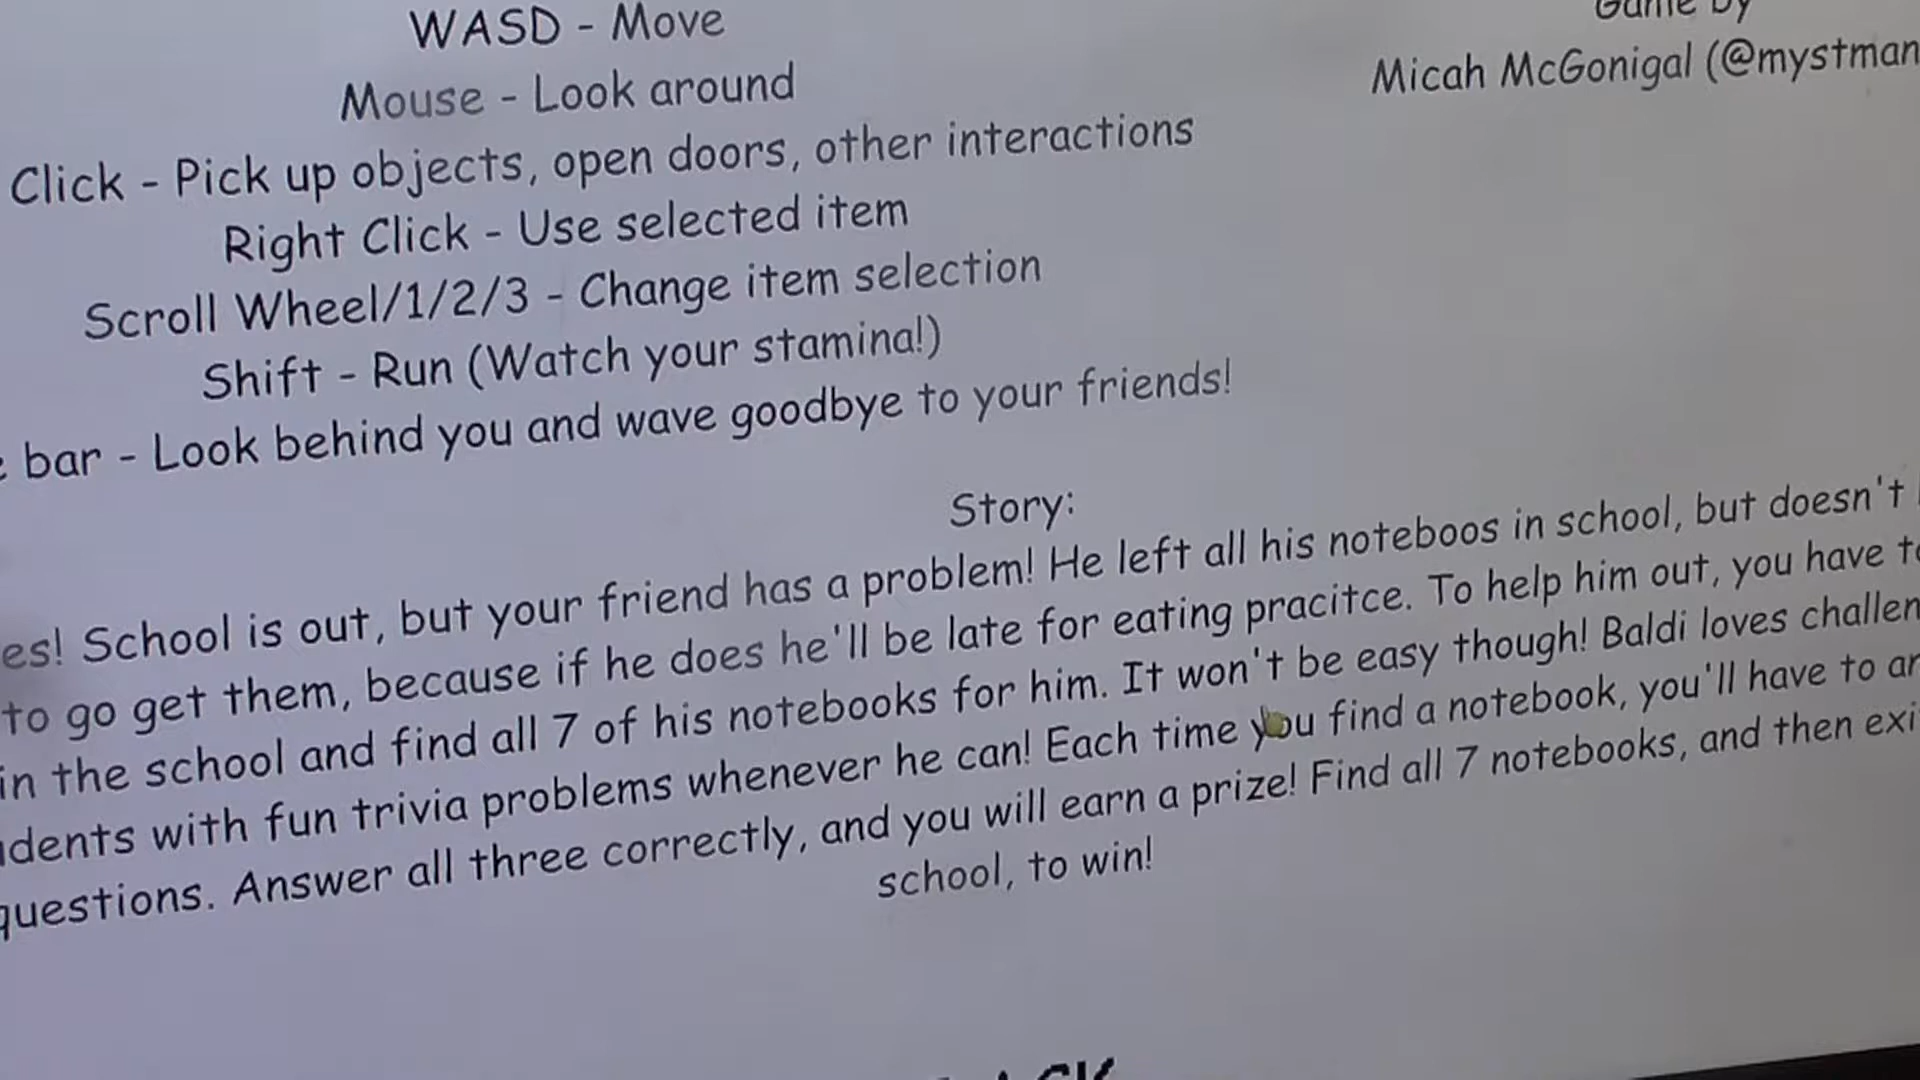 WASD - Move
Game by
Mouse - Look around
Micah McGonigal (@mystman
Click - Pick up objects, open doors, other interactions
Right Click - Use selected item
Scroll Wheel/1/2/3 - Change item selection
Shift - Run (Watch your stamina!)
bar - Look behind you and wave goodbye to your friends!
Story:
es! School is out, but your friend has a problem! He left all his noteboos in school, but doesn't
to go get them, because if he does he'll be late for eating pracitce. To help him out, you have
in the school and find all 7 of his notebooks for him. It won't be easy though! Baldi loves challen
dents with fun trivia problems whenever he can! Each time you find a notebook, you'll have to
questions. Answer all three correctly, and you will earn a prize! Find all 7 notebooks, and then exi
school, to win!